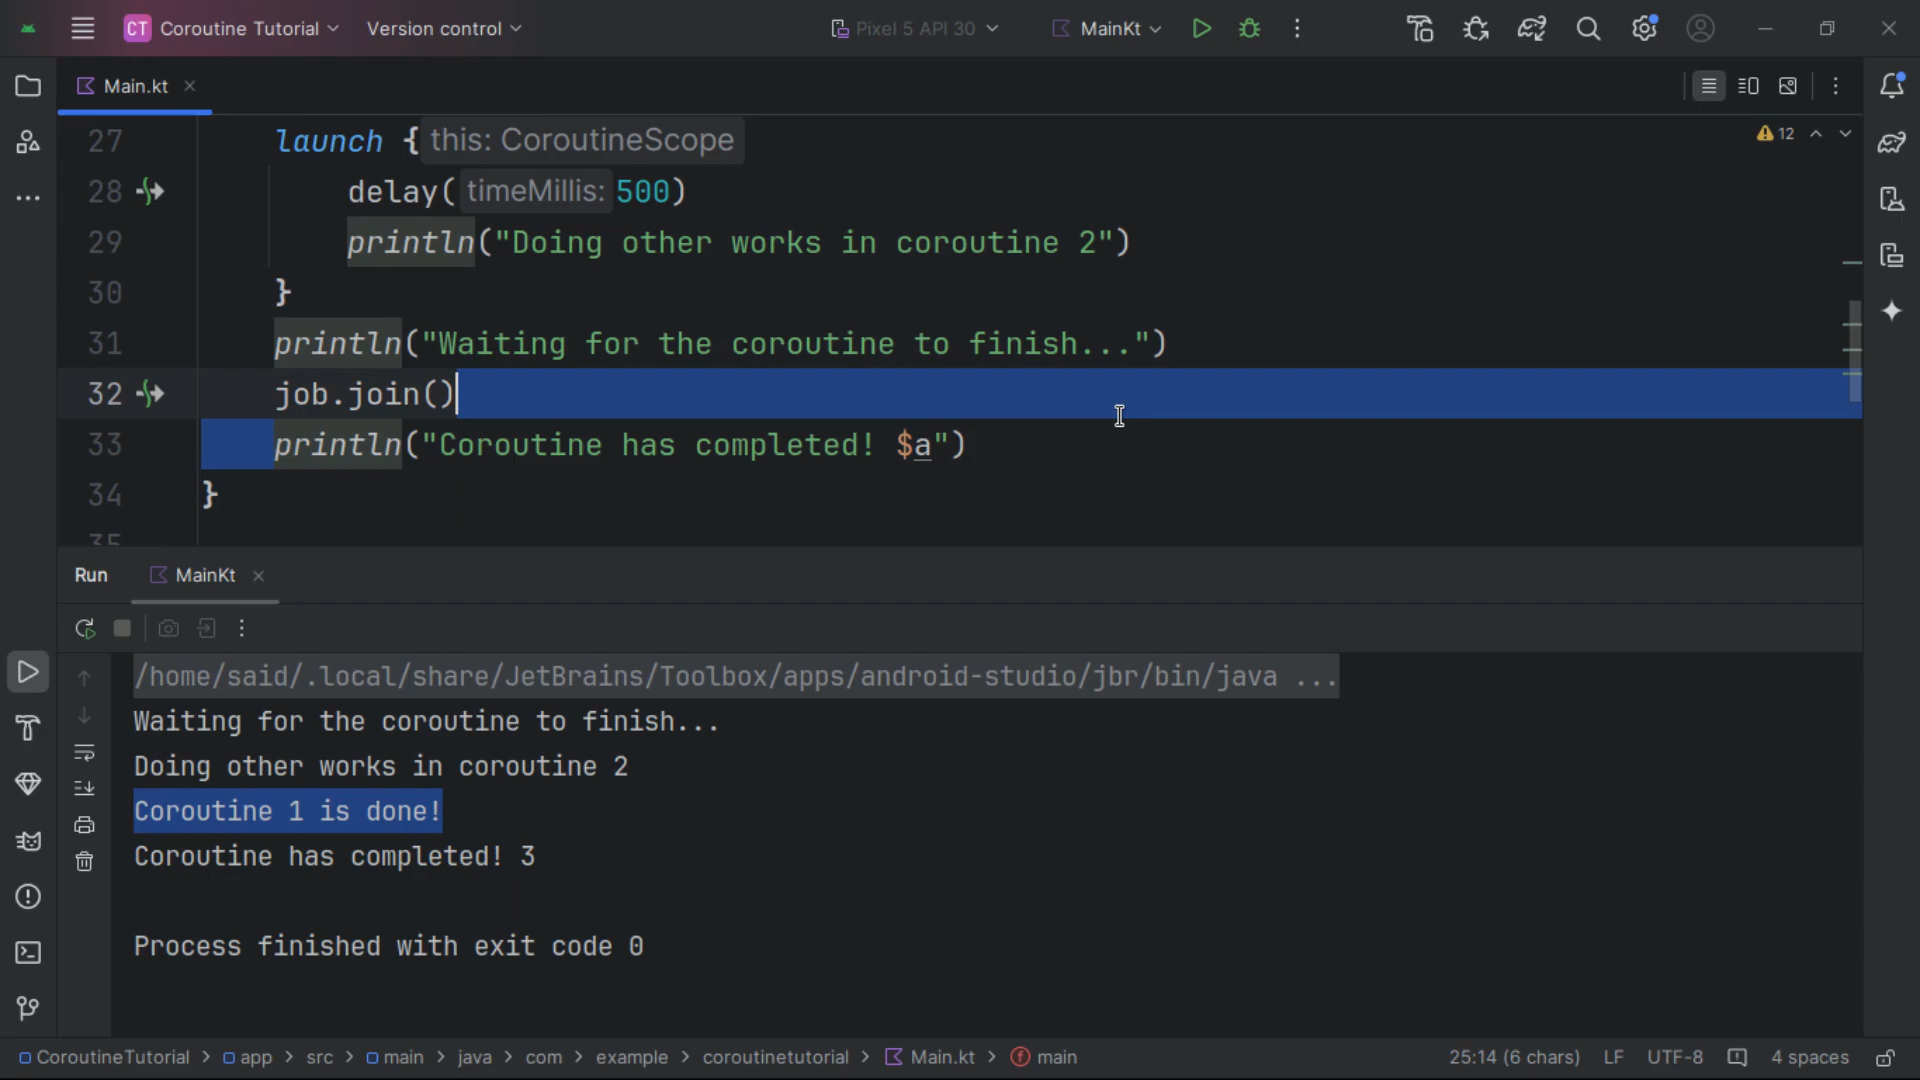 CT Coroutine Tutorial Version control Pixel 5 API 30 MainKt
Main.kt
12
27 launch { this: CoroutineScope
28 delay( timeMillis: 500)
29 println("Doing other works in coroutine 2")
30 }
31 println("Waiting for the coroutine to finish...")
32 job.join()
33 println("Coroutine has completed! $a")
34 }
35
Run MainKt
/home/said/.local/share/JetBrains/Toolbox/apps/android-studio/jbr/bin/java ...
Waiting for the coroutine to finish...
Doing other works in coroutine 2
Coroutine 1 is done!
Coroutine has completed! 3
Process finished with exit code 0
CoroutineTutorial > app > src > main > java > com > example > coroutinetutorial > Main.kt > main 25:14 (6 chars) LF UTF-8 4 spaces